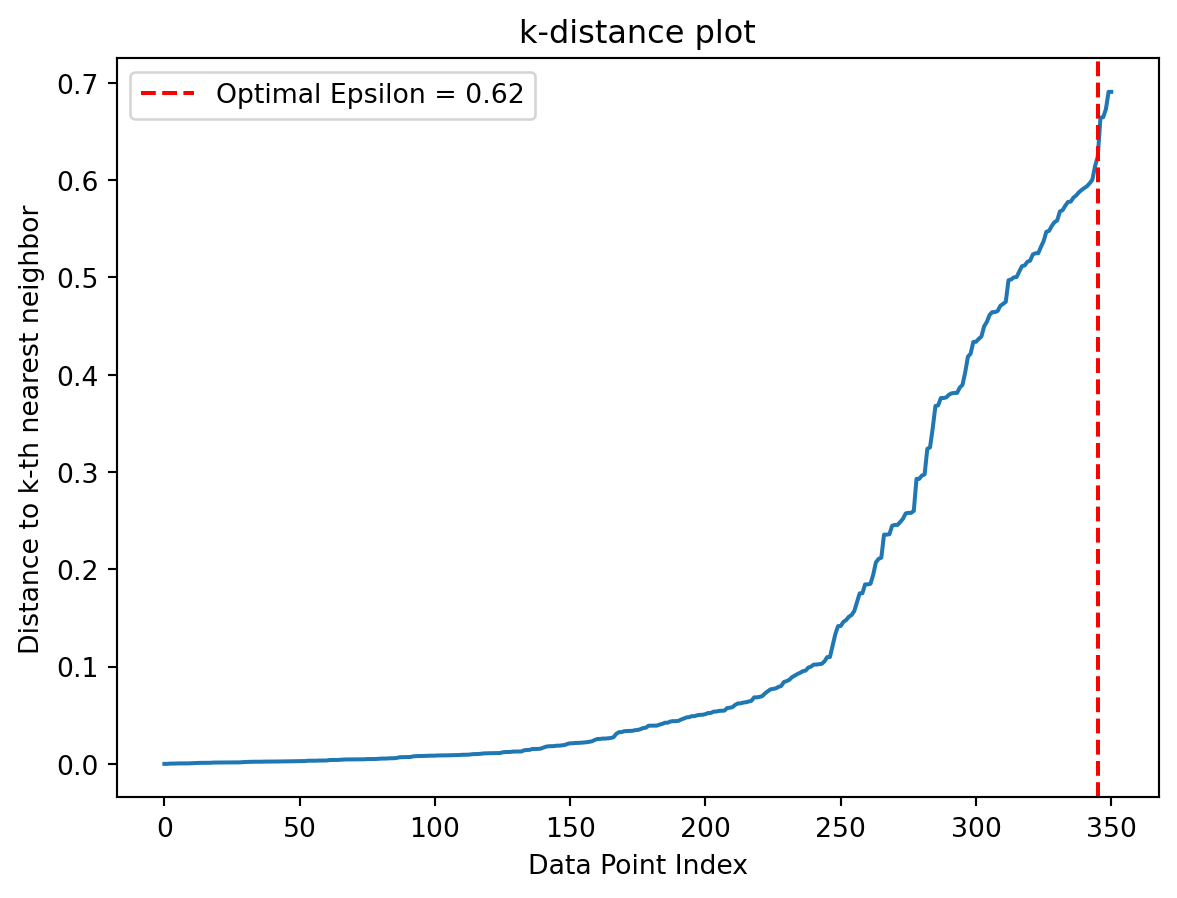 k-distance plot
Optimal Epsilon = 0.62
Distance to k-th nearest neighbor
0.7
0.6
0.5
0.4
0.3
0.2
0.1
0.0
0 50 100 150 200 250 300 350
Data Point Index